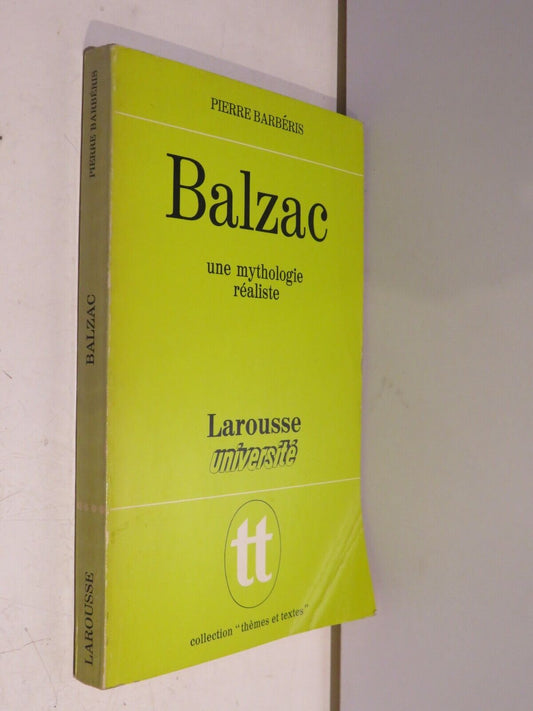 PIERRE BARBÉRIS
Balzac
une mythologie
réaliste
Larousse
université
tt
collection "thèmes et textes"
PIERRE BARBÉRIS
BALZAC
LAROUSSE